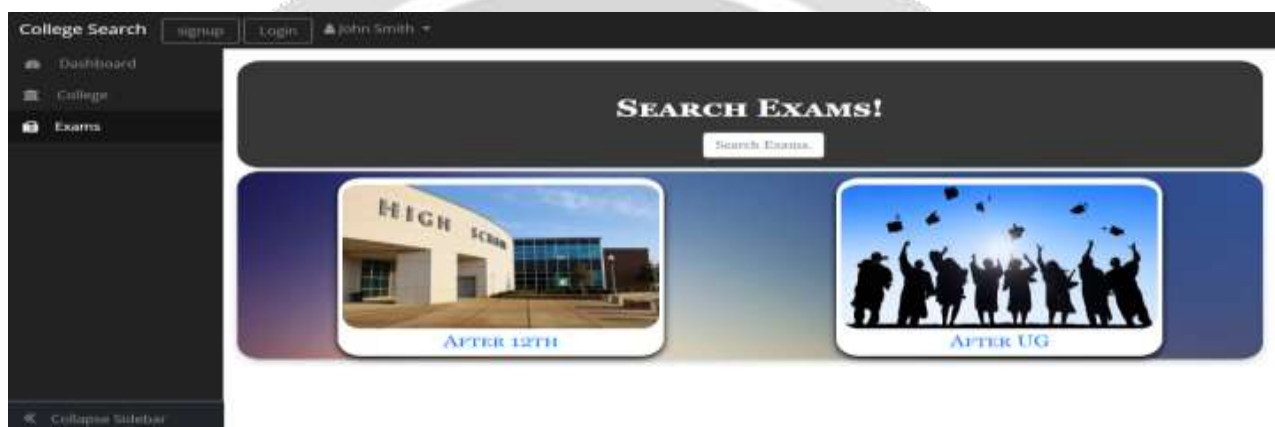 College Search signup Login John Smith
Dashboard
College
Exams
SEARCH EXAMS!
Search Exams.
HIGH SCHOOL
AFTER 12TH
AFTER UG
Collapse Sidebar